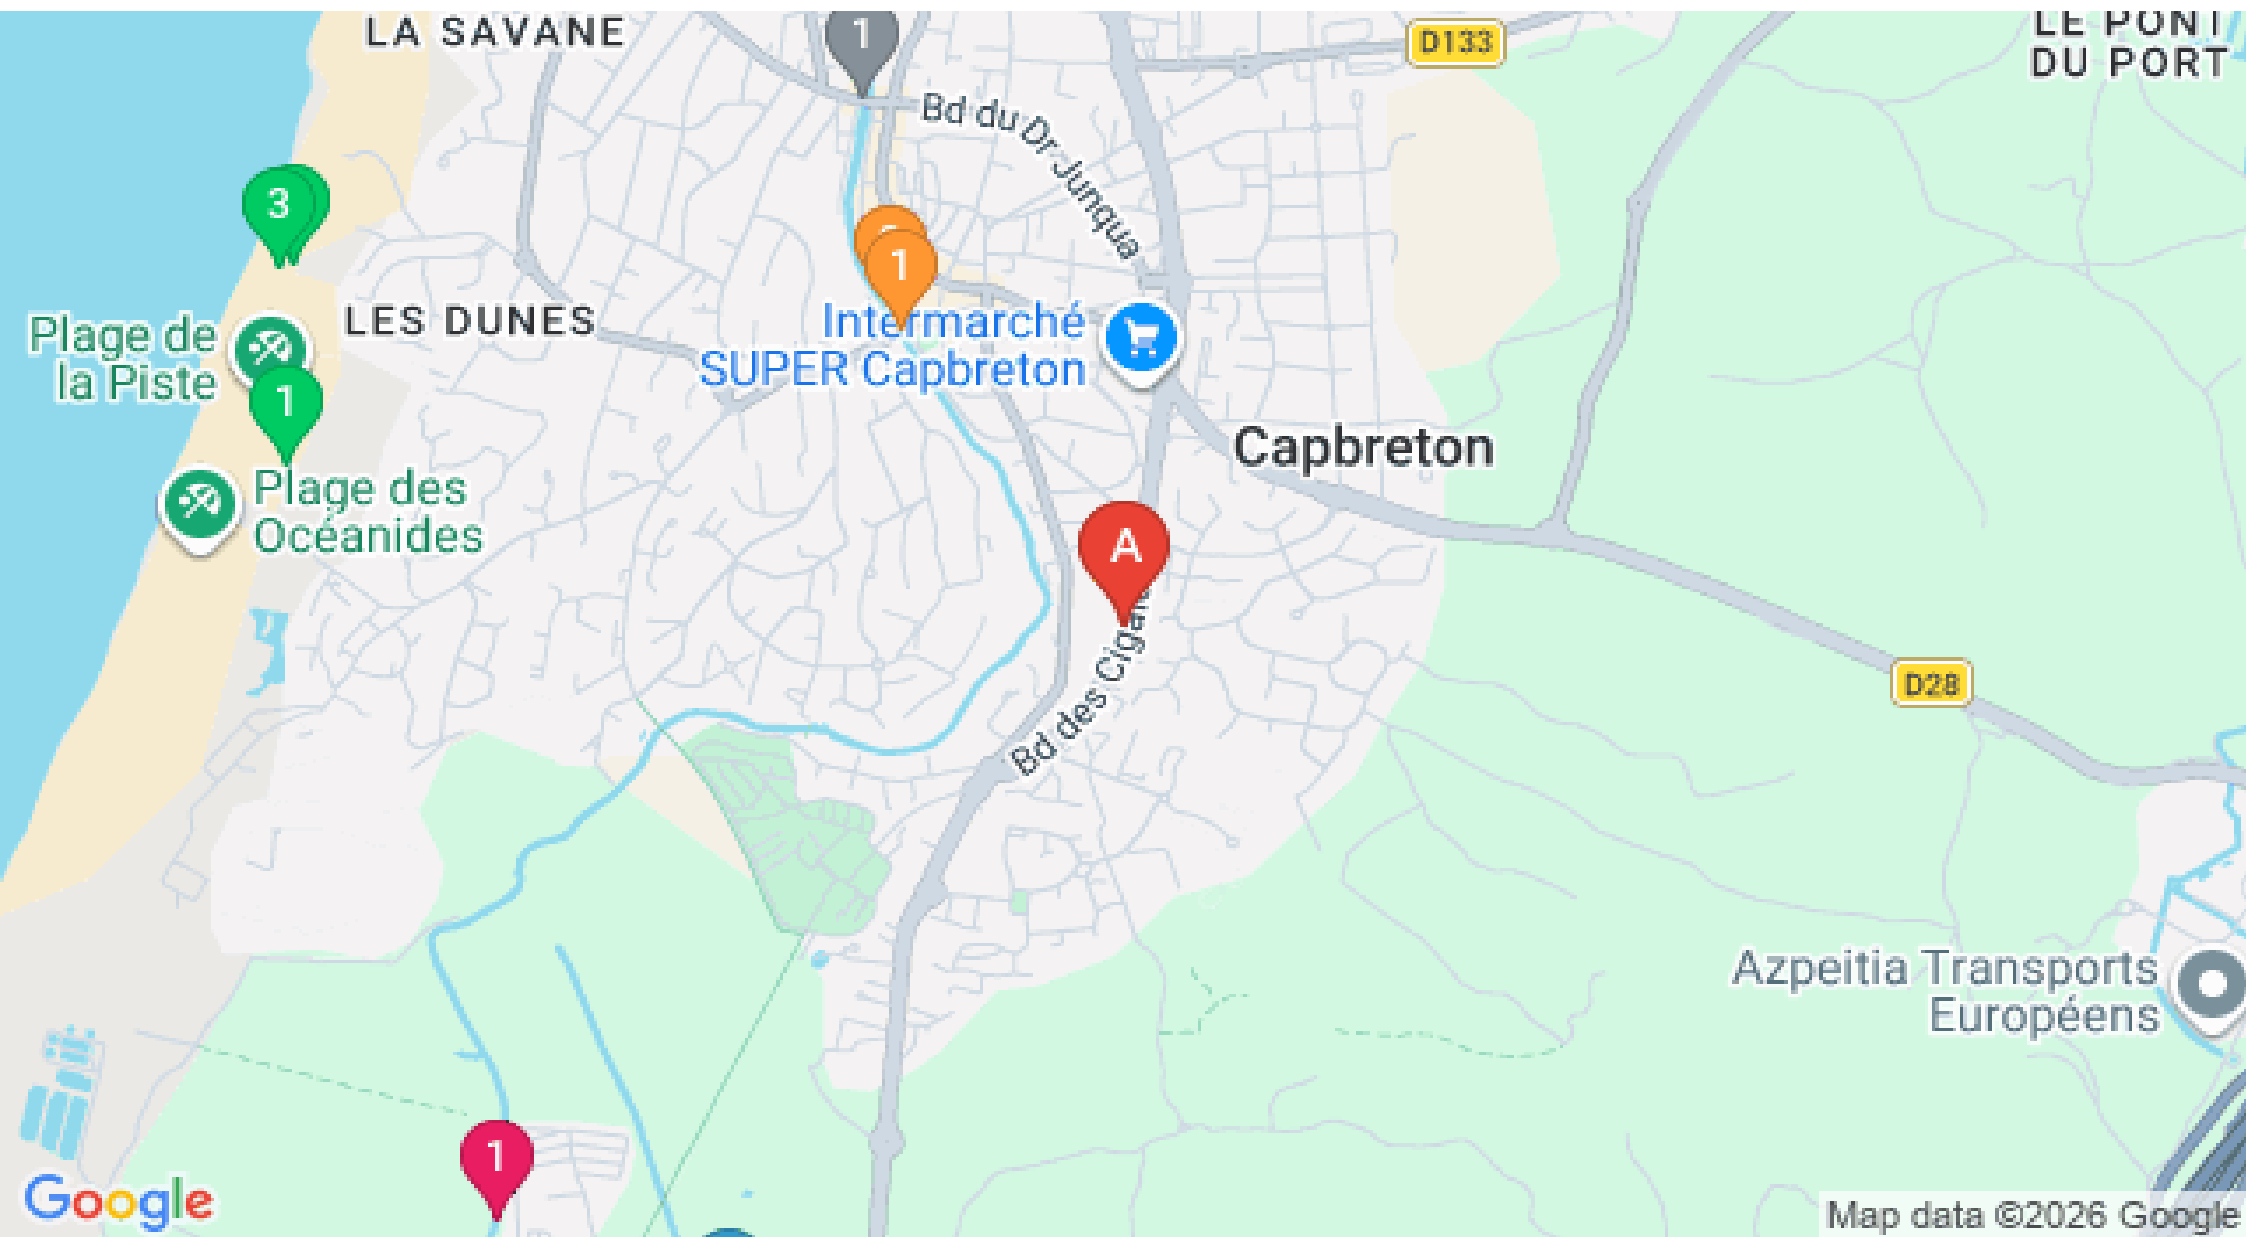 LA SAVANE
1
D133
LE PONT
DU PORT
Bd du Dr Junqua
3
1
Plage de
la Piste
LES DUNES
Intermarché
SUPER Capbreton
1
Capbreton
Plage des
Océanides
A
Bd des Ciga
D28
Azpeitia Transports
Européens
1
Google
Map data ©2026 Google